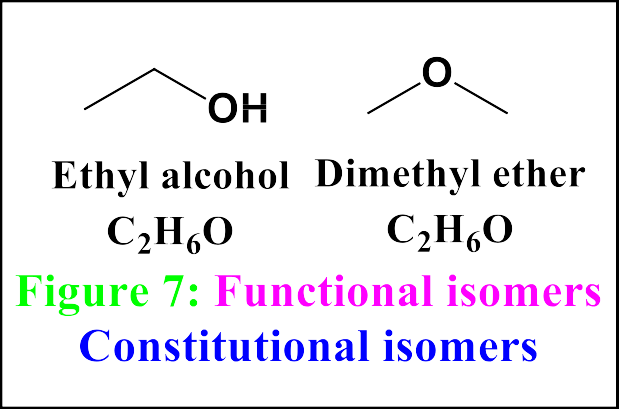 OH
O
Ethyl alcohol
Dimethyl ether
C₂H₆O
C₂H₆O
Figure 7: Functional isomers
Constitutional isomers